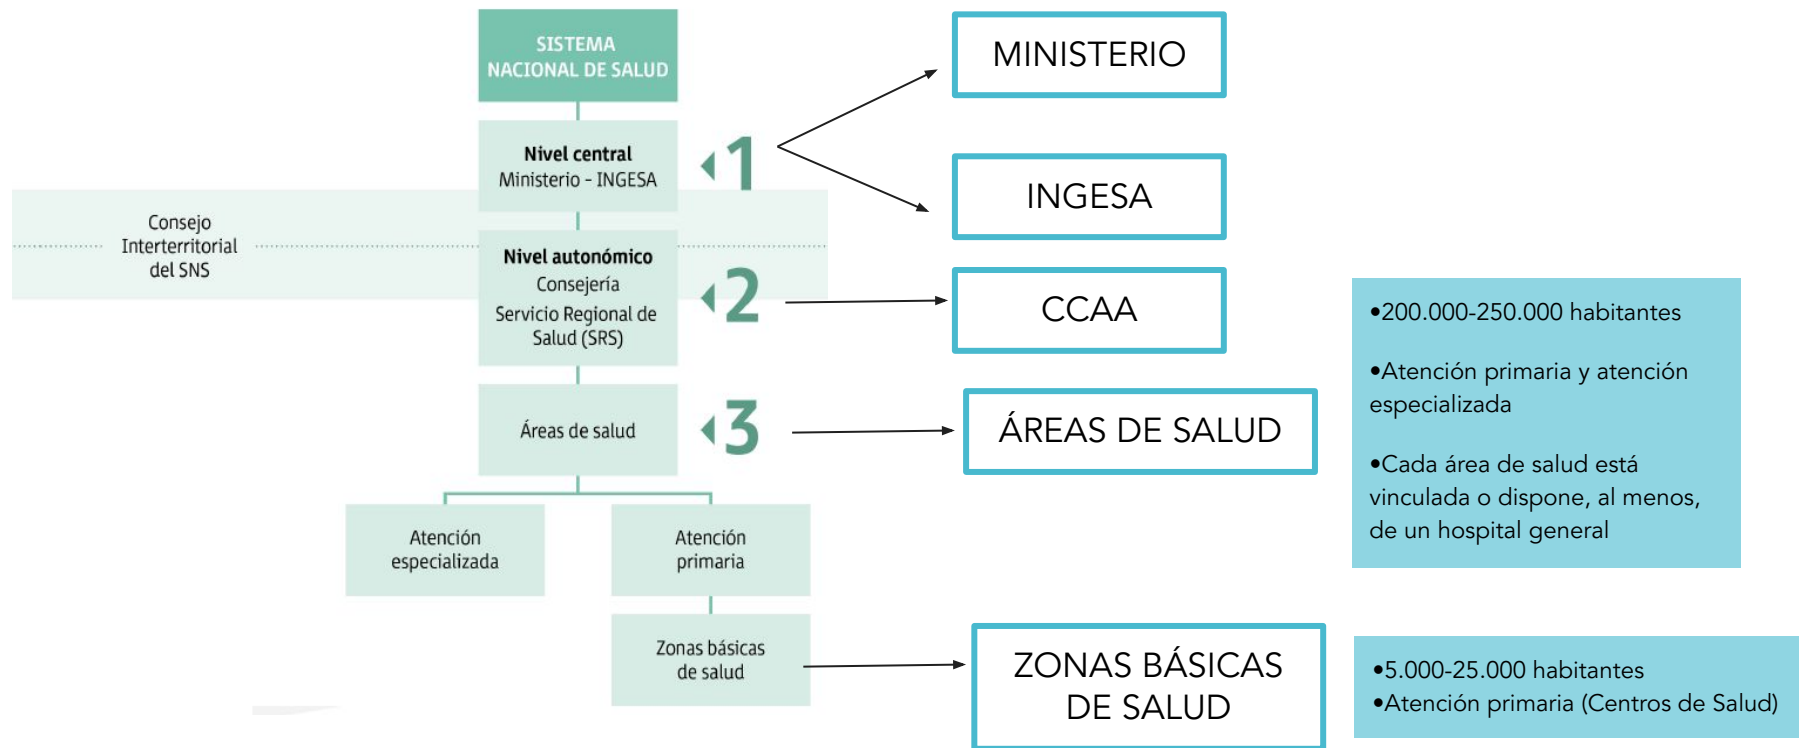 SISTEMA
NACIONAL DE SALUD
Nivel central
Ministerio - INGESA
1
MINISTERIO
INGESA
Consejo
Interterritorial
del SNS
Nivel autonómico
Consejería
Servicio Regional de
Salud (SRS)
2
CCAA
Áreas de salud
3
ÁREAS DE SALUD
•200.000-250.000 habitantes
•Atención primaria y atención
especializada
•Cada área de salud está
vinculada o dispone, al menos,
de un hospital general
Atención
especializada
Atención
primaria
Zonas básicas
de salud
ZONAS BÁSICAS
DE SALUD
•5.000-25.000 habitantes
•Atención primaria (Centros de Salud)